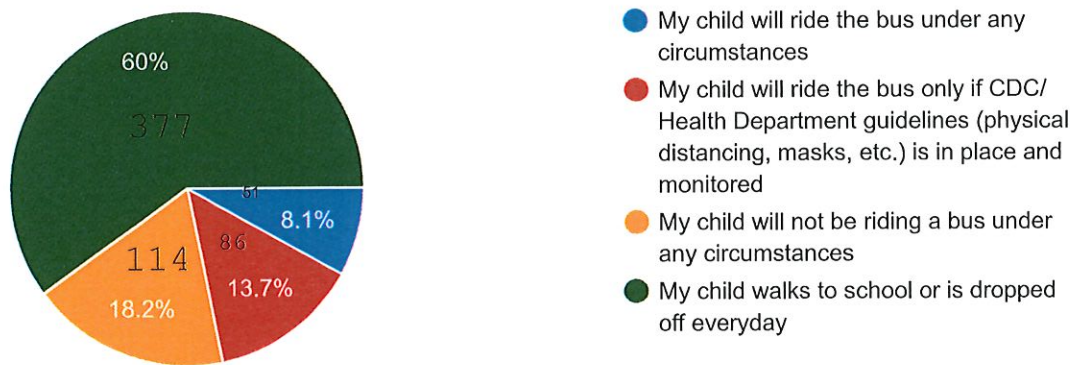 60%
377
51
8.1%
86
114
13.7%
18.2%
My child will ride the bus under any
circumstances
My child will ride the bus only if CDC/
Health Department guidelines (physical
distancing, masks, etc.) is in place and
monitored
My child will not be riding a bus under
any circumstances
My child walks to school or is dropped
off everyday